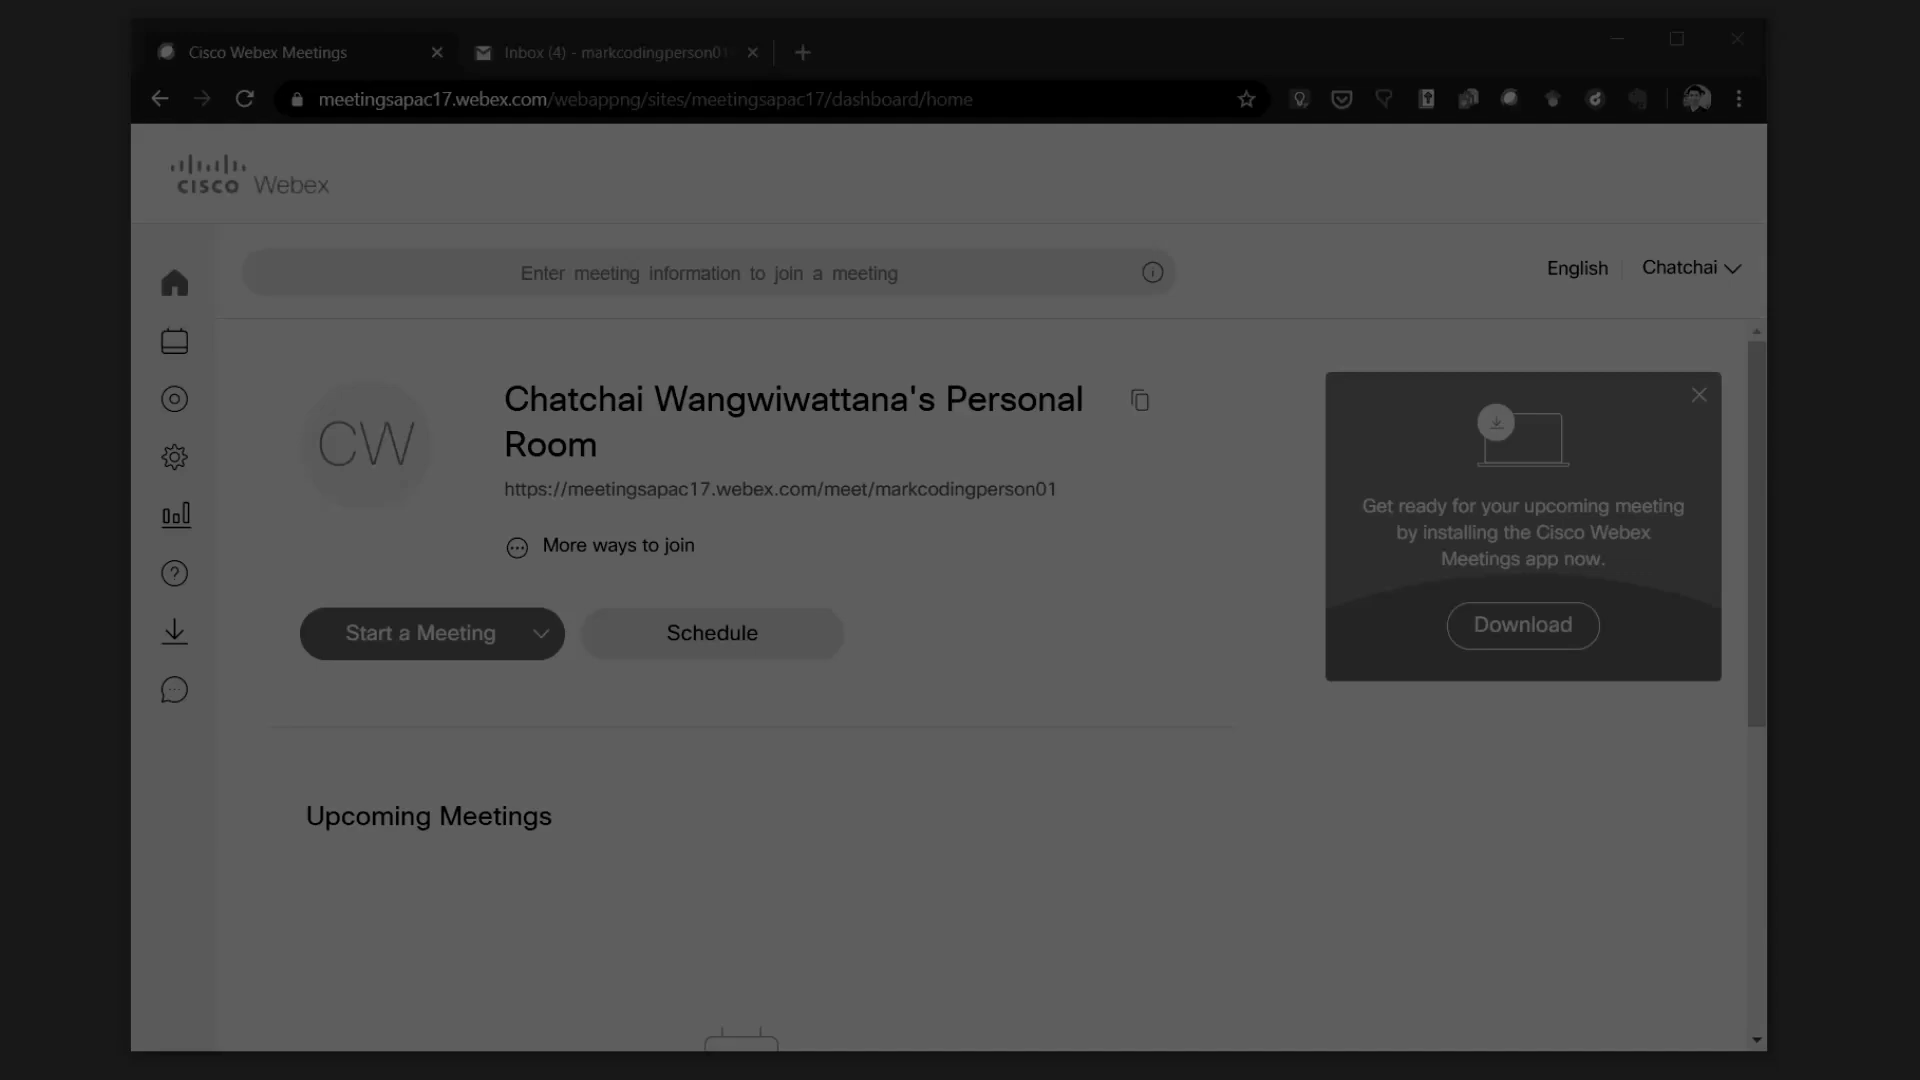 Cisco Webex Meetings
Inbox (4) - markcodingperson01
meetingsapac17.webex.com/webappng/sites/meetingsapac17/dashboard/home
cisco Webex
Enter meeting information to join a meeting
English
Chatchai
CW
Chatchai Wangwiwattana's Personal
Room
https://meetingsapac17.webex.com/meet/markcodingperson01
More ways to join
Start a Meeting
Schedule
Get ready for your upcoming meeting
by installing the Cisco Webex
Meetings app now.
Download
Upcoming Meetings